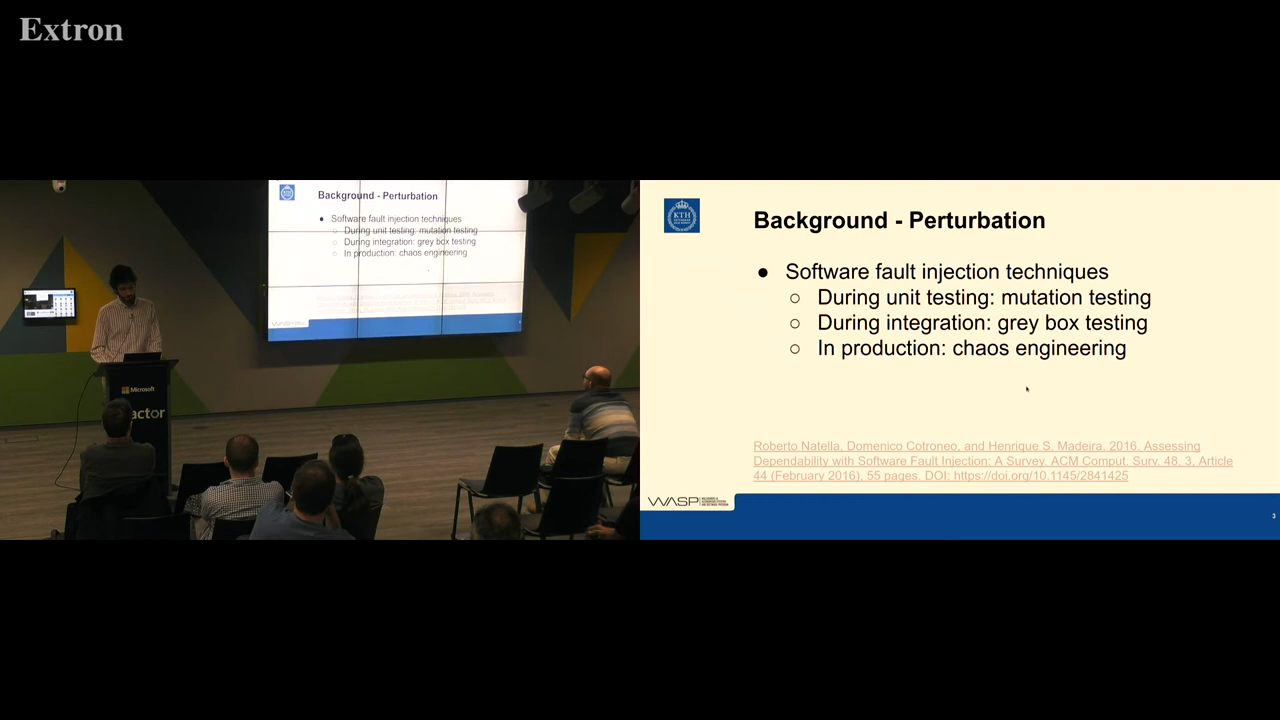 Extron
Background - Perturbation
● Software fault injection techniques
○ During unit testing: mutation testing
○ During integration: grey box testing
○ In production: chaos engineering
WASP
Microsoft
actor
KTH
Background - Perturbation
● Software fault injection techniques
○ During unit testing: mutation testing
○ During integration: grey box testing
○ In production: chaos engineering
Roberto Natella, Domenico Cotroneo, and Henrique S. Madeira. 2016. Assessing
Dependability with Software Fault Injection: A Survey. ACM Comput. Surv. 48, 3, Article
44 (February 2016), 55 pages. DOI: https://doi.org/10.1145/2841425
WASP
3